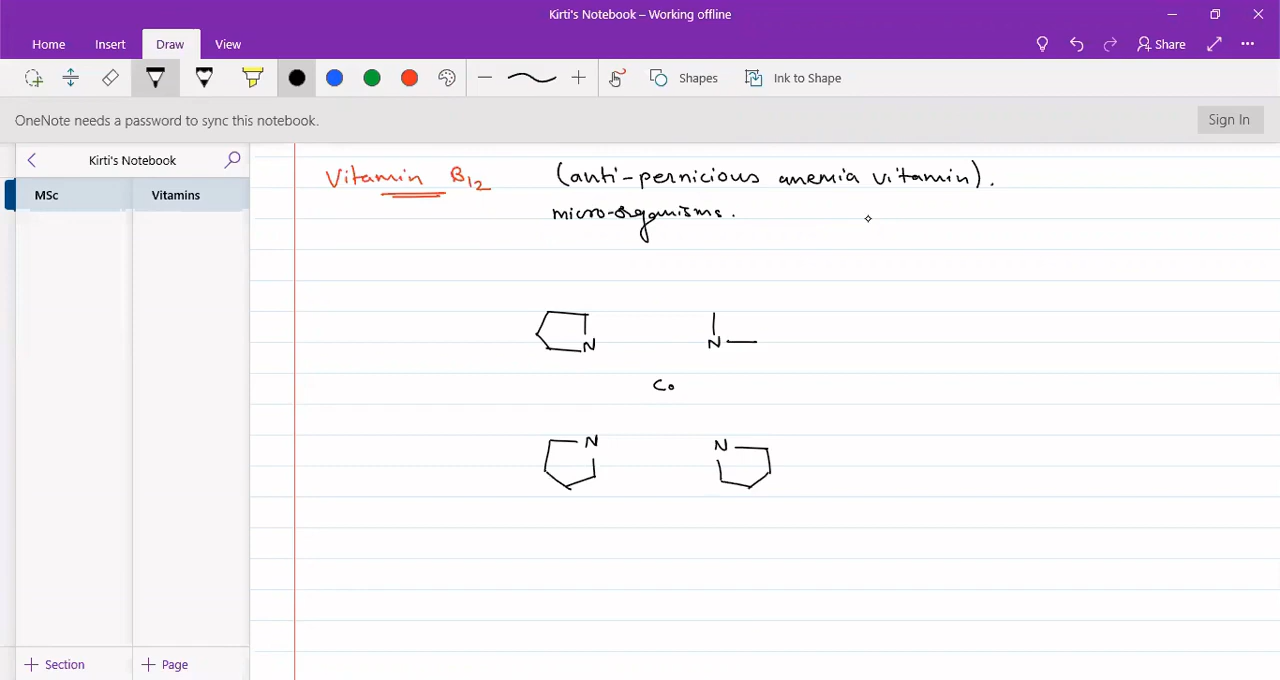 Kirti's Notebook – Working offline
Home Insert Draw View Share
Shapes Ink to Shape
OneNote needs a password to sync this notebook. Sign In
Kirti's Notebook
MSc Vitamins
Vitamin B12 (anti-pernicious anemia vitamin).
micro-organisms.
N N
Co
N N
Section Page